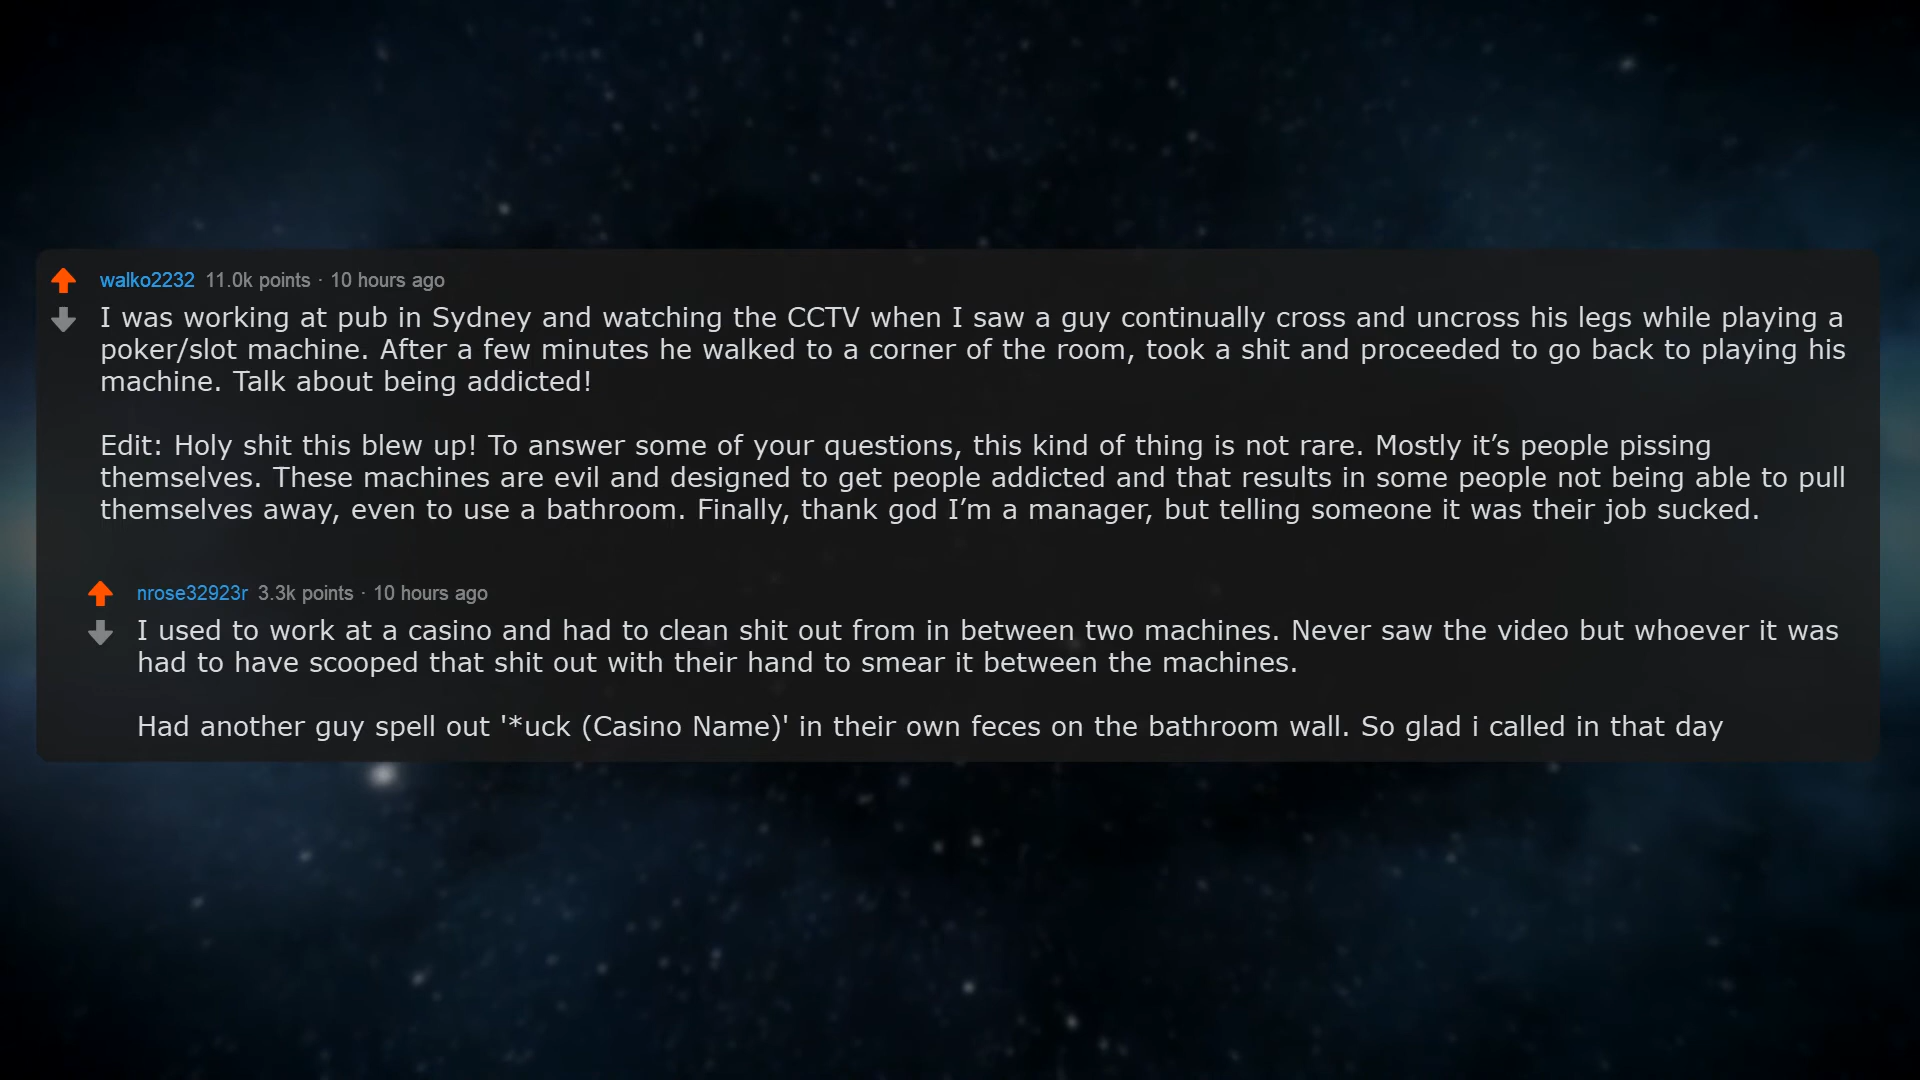 walko2232 11.0k points · 10 hours ago
I was working at pub in Sydney and watching the CCTV when I saw a guy continually cross and uncross his legs while playing a
poker/slot machine. After a few minutes he walked to a corner of the room, took a shit and proceeded to go back to playing his
machine. Talk about being addicted!
Edit: Holy shit this blew up! To answer some of your questions, this kind of thing is not rare. Mostly it’s people pissing
themselves. These machines are evil and designed to get people addicted and that results in some people not being able to pull
themselves away, even to use a bathroom. Finally, thank god I’m a manager, but telling someone it was their job sucked.
nrose32923r 3.3k points · 10 hours ago
I used to work at a casino and had to clean shit out from in between two machines. Never saw the video but whoever it was
had to have scooped that shit out with their hand to smear it between the machines.
Had another guy spell out '*uck (Casino Name)' in their own feces on the bathroom wall. So glad i called in that day